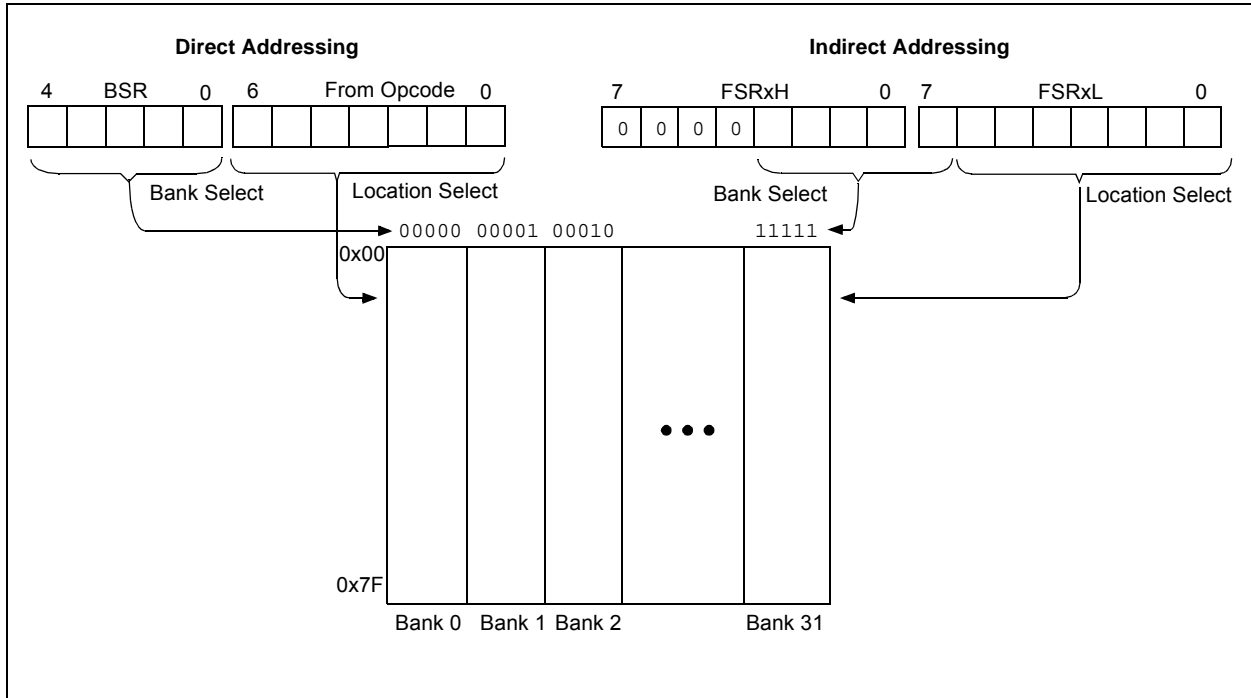 Direct Addressing
Indirect Addressing
4 BSR 0 6 From Opcode 0
7 FSRxH 0 7 FSRxL 0
0 0 0 0
Bank Select
Location Select
Bank Select
Location Select
00000 00001 00010 11111
0x00
0x7F
Bank 0 Bank 1 Bank 2 Bank 31